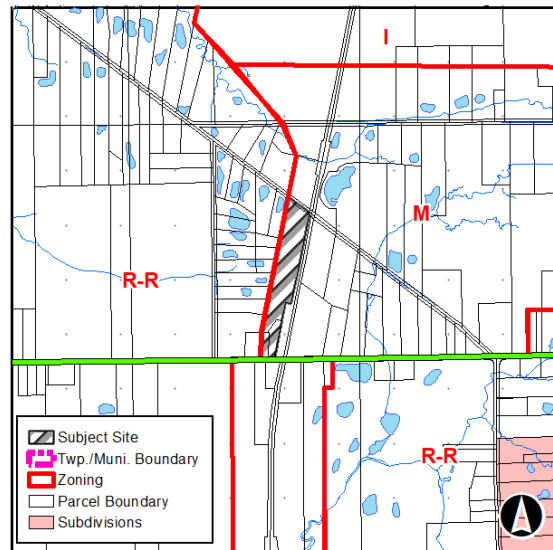 I
M
R-R
R-R
Subject Site
Twp./Muni. Boundary
Zoning
Parcel Boundary
Subdivisions